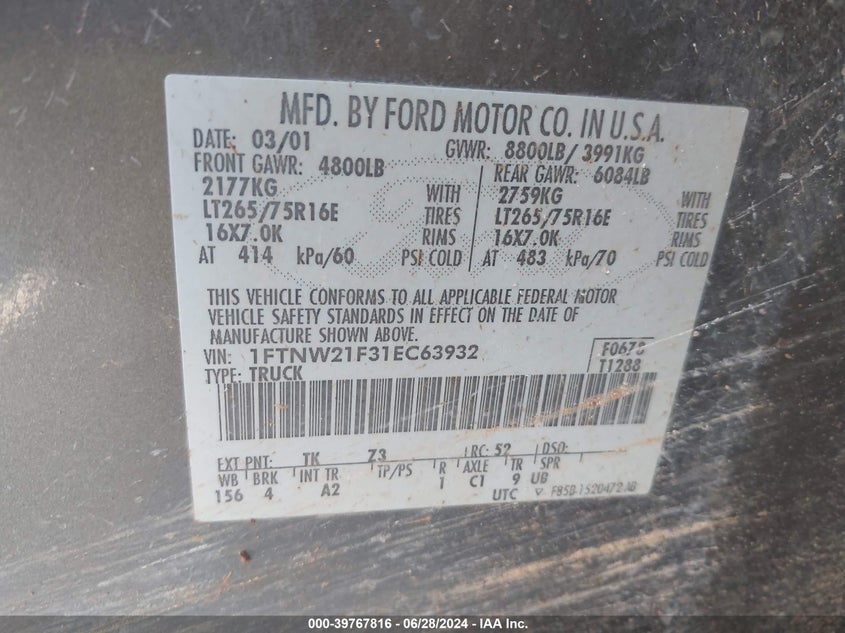 MFD. BY FORD MOTOR CO. IN U.S.A.
DATE: 03/01 GVWR: 8800LB/ 3991KG
FRONT GAWR: 4800LB REAR GAWR: 6084LB
2177KG WITH 2759KG WITH
LT265/75R16E TIRES LT265/75R16E TIRES
16X7.0K RIMS 16X7.0K RIMS
AT 414 kPa/60 PSI COLD AT 483 kPa/70 PSI COLD
THIS VEHICLE CONFORMS TO ALL APPLICABLE FEDERAL MOTOR
VEHICLE SAFETY STANDARDS IN EFFECT ON THE DATE OF
MANUFACTURE SHOWN ABOVE.
VIN: 1FTNW21F31EC63932 F0678
TYPE: TRUCK T1288
EXT PNT: TK Z3 RC: 52 DSO:
WB BRK INT TR TP/PS R AXLE TR SPR
156 4 A2 1 C1 9 UB
UTC
000-39767816 | 06/28/2024 - IAA Inc.